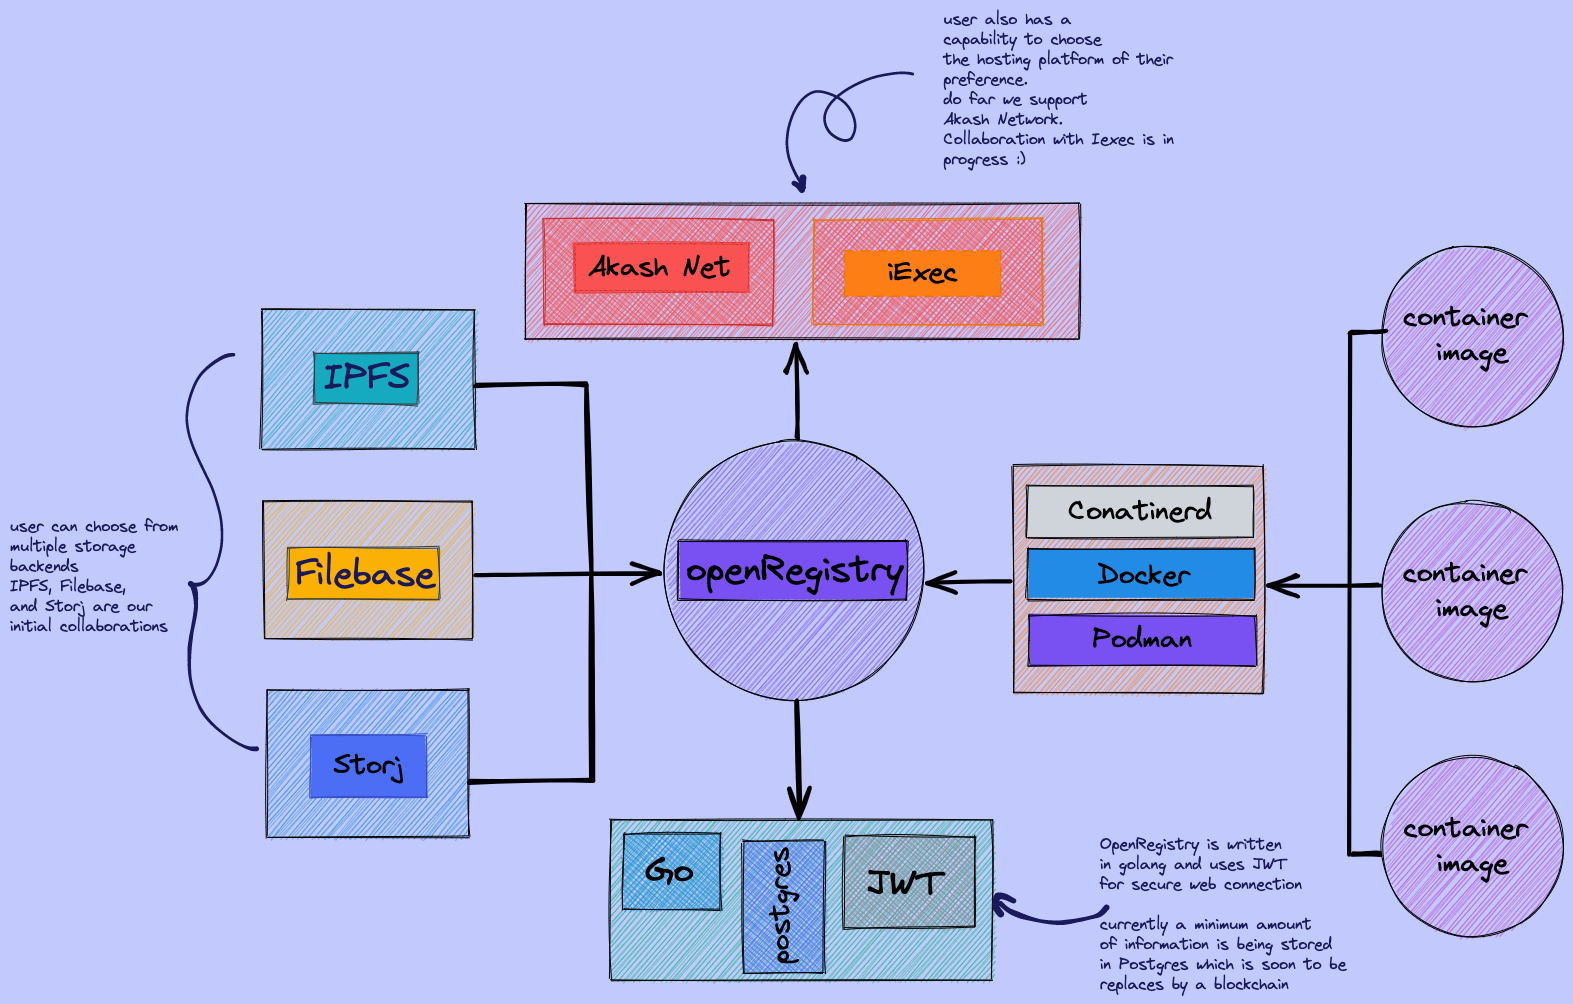 user also has a
capability to choose
the hosting platform of their
preference.
do far we support
Akash Network.
Collaboration with Iexec is in
progress :)
Akash Net
iExec
IPFS
container
image
user can choose from
multiple storage
backends
IPFS, Filebase,
and Storj are our
initial collaborations
Filebase
openRegistry
Conatinerd
Docker
Podman
container
image
Storj
Go
postgres
JWT
OpenRegistry is written
in golang and uses JWT
for secure web connection
currently a minimum amount
of information is being stored
in Postgres which is soon to be
replaces by a blockchain
container
image